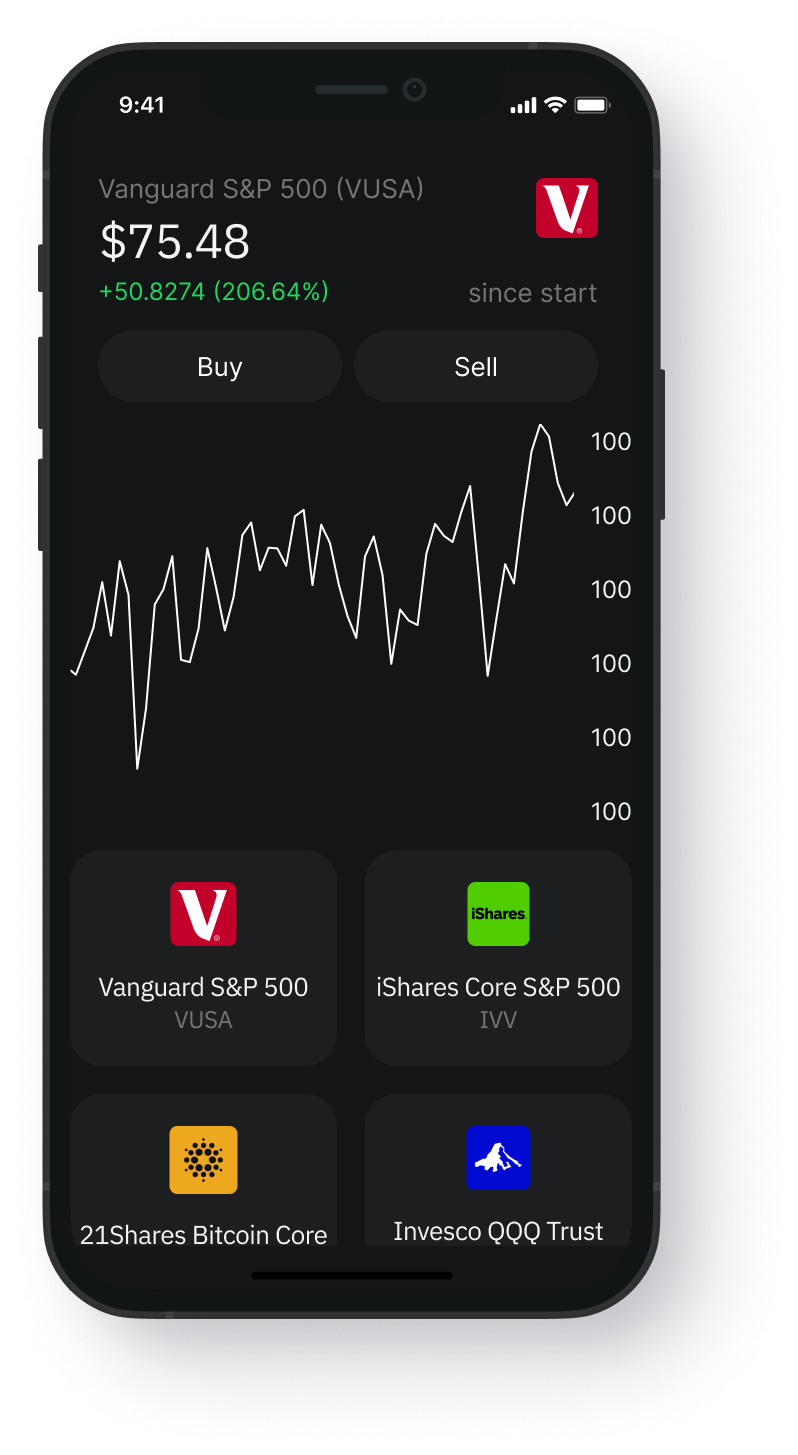 9:41
Vanguard S&P 500 (VUSA)
$75.48
V®
+50.8274 (206.64%)
since start
Buy
Sell
100
100
100
100
100
100
V®
iShares.
Vanguard S&P 500
iShares Core S&P 500
VUSA
IVV
21Shares Bitcoin Core
Invesco QQQ Trust